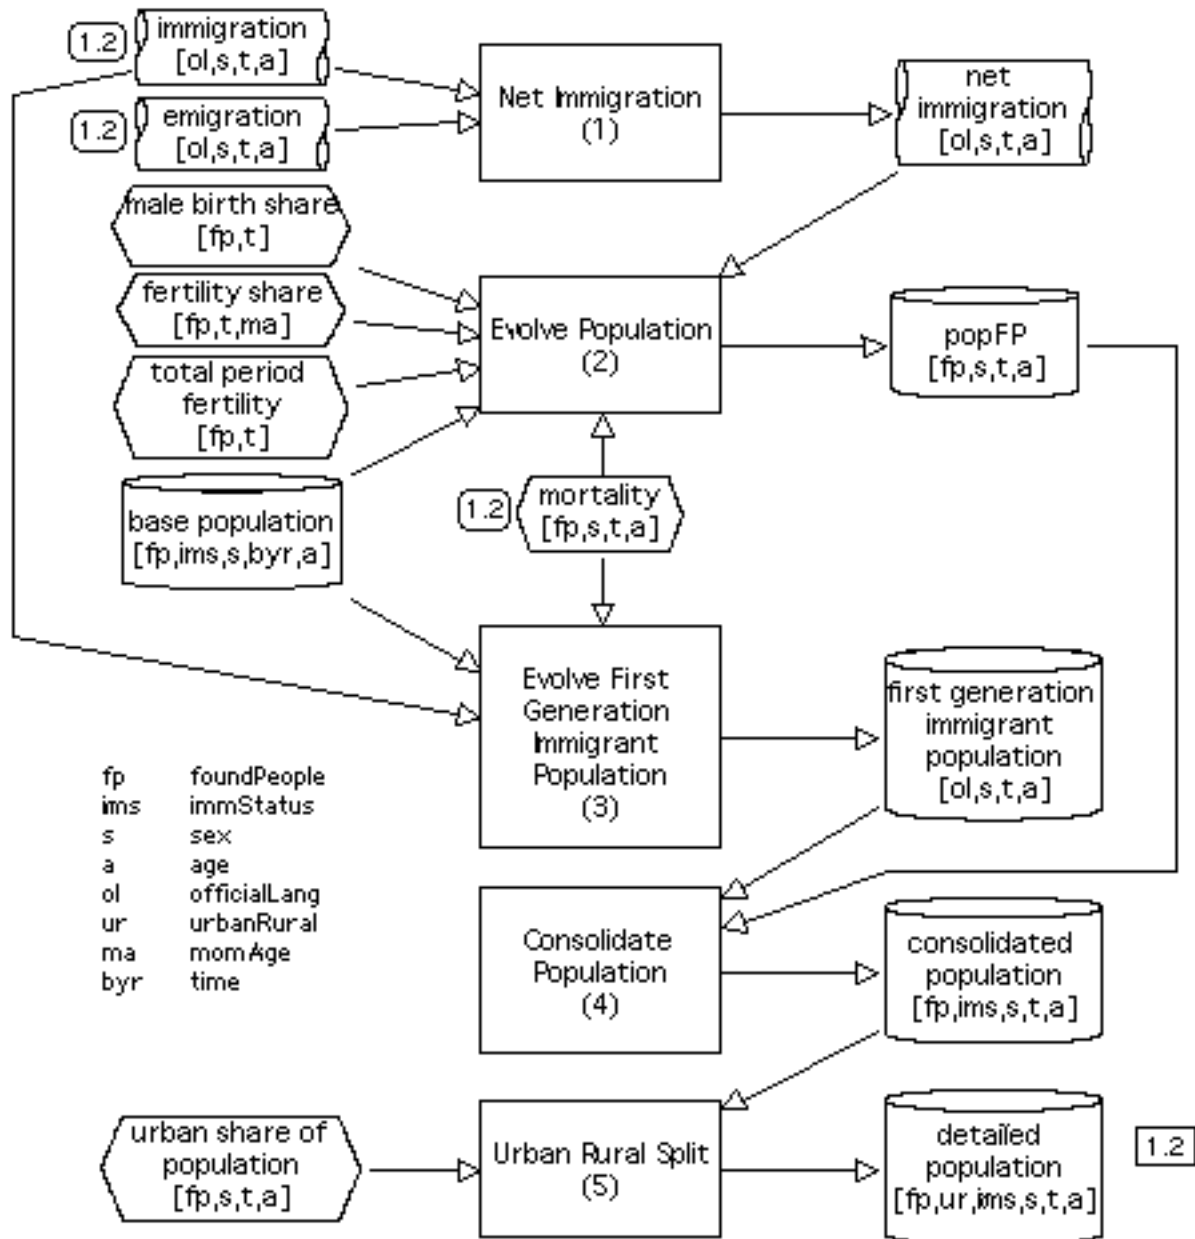 1.2
immigration
[ol,s,t,a]
1.2
emigration
[ol,s,t,a]
Net Immigration
(1)
net
immigration
[ol,s,t,a]
male birth share
[fp,t]
fertility share
[fp,t,ma]
total period
fertility
[fp,t]
base population
[fp,ims,s,byr,a]
Evolve Population
(2)
popFP
[fp,s,t,a]
1.2
mortality
[fp,s,t,a]
Evolve First
Generation
Immigrant
Population
(3)
first generation
immigrant
population
[ol,s,t,a]
fp foundPeople
ims immStatus
s sex
a age
ol officialLang
ur urbanRural
ma momAge
byr time
Consolidate
Population
(4)
consolidated
population
[fp,ims,s,t,a]
urban share of
population
[fp,s,t,a]
Urban Rural Split
(5)
detailed
population
[fp,ur,ims,s,t,a]
1.2